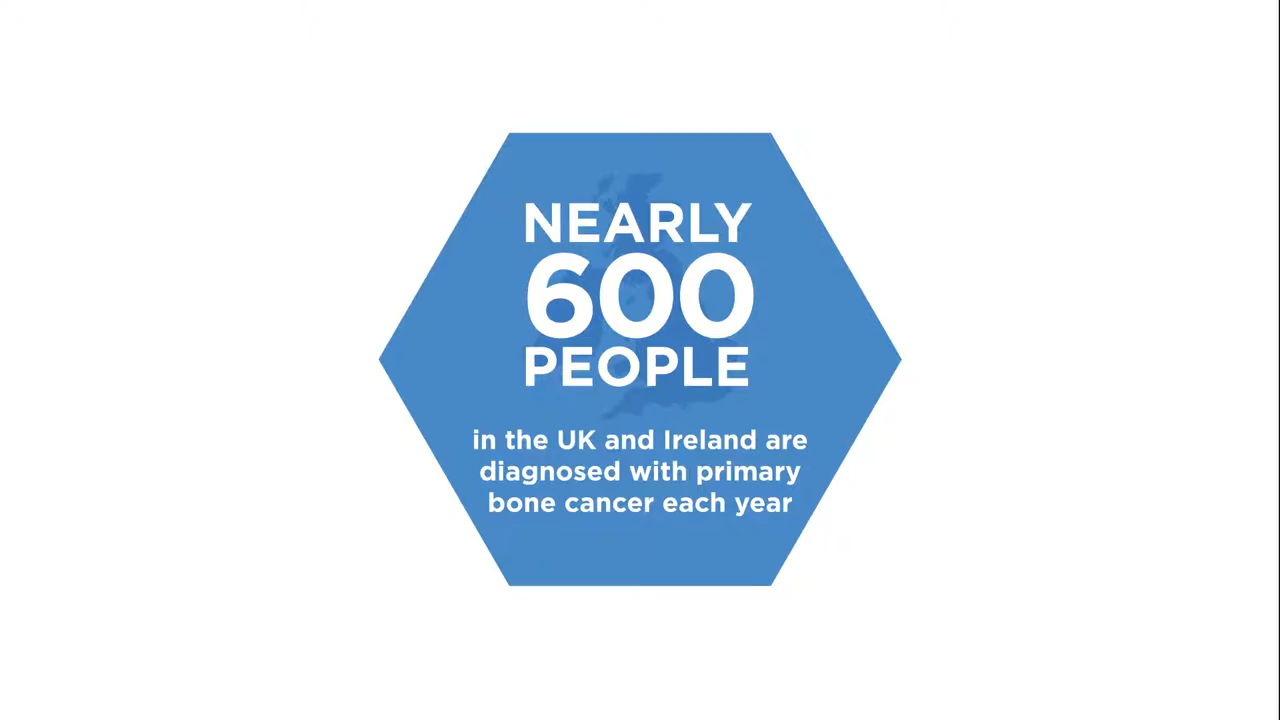 NEARLY
600
PEOPLE
in the UK and Ireland are
diagnosed with primary
bone cancer each year